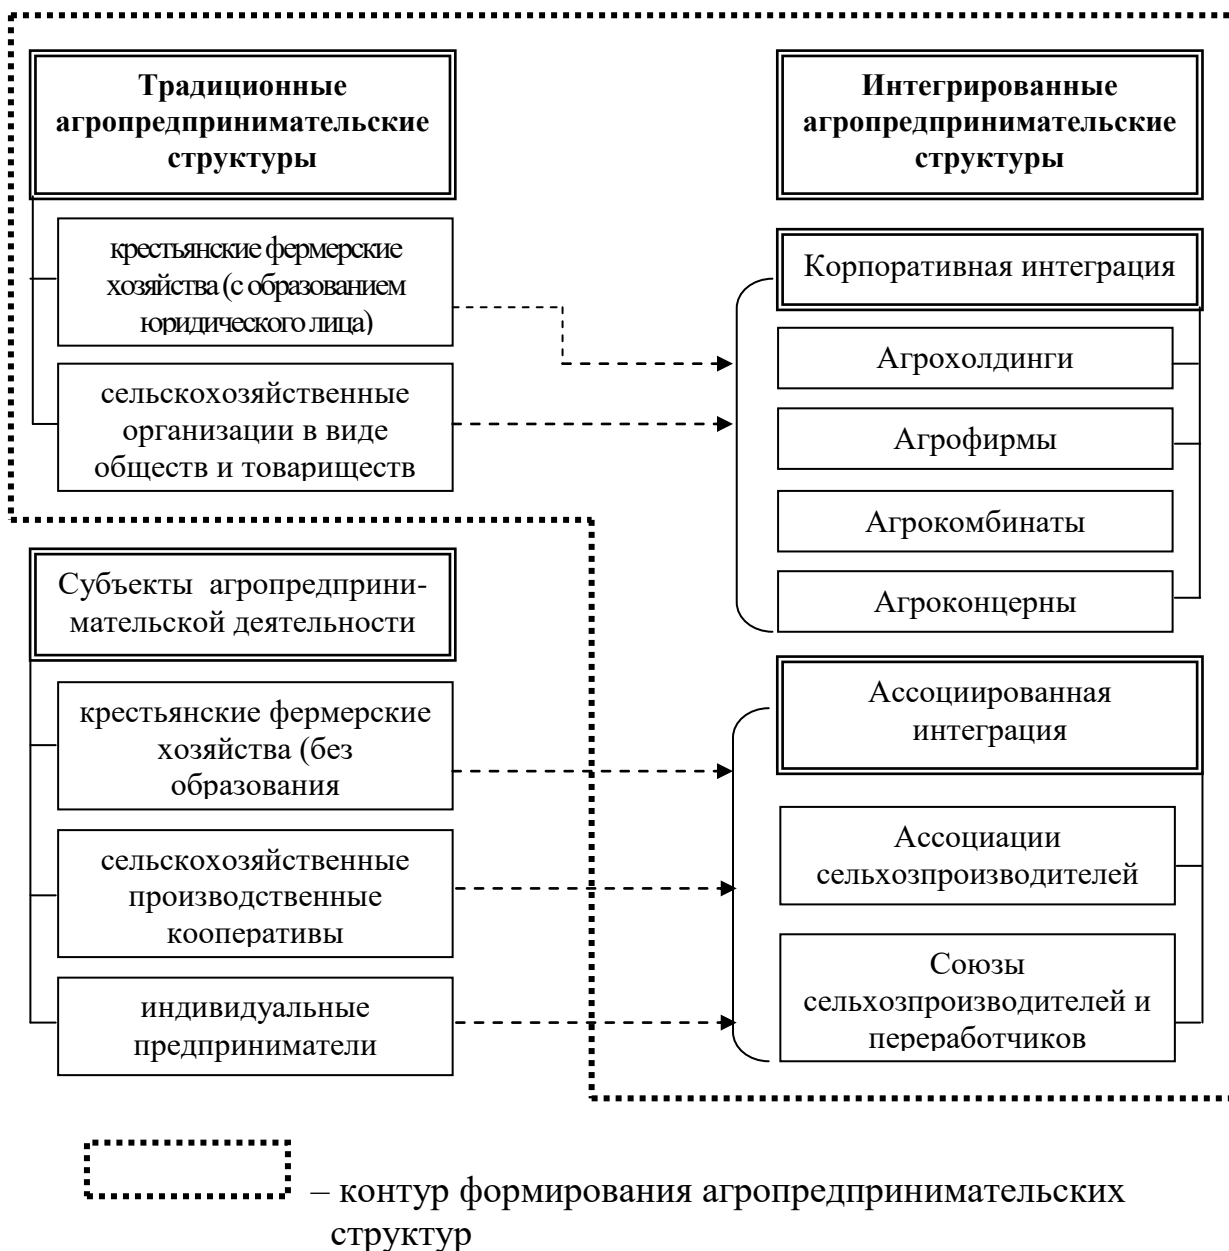 Традиционные
агропредпринимательские
структуры
крестьянские фермерские
хозяйства (с образованием
юридического лица)
сельскохозяйственные
организации в виде
обществ и товариществ
Субъекты агропредприни-
мательской деятельности
крестьянские фермерские
хозяйства (без
образования
сельскохозяйственные
производственные
кооперативы
индивидуальные
предприниматели
Интегрированные
агропредпринимательские
структуры
Корпоративная интеграция
Агрохолдинги
Агрофирмы
Агрокомбинаты
Агроконцерны
Ассоциированная
интеграция
Ассоциации
сельхозпроизводителей
Союзы
сельхозпроизводителей и
переработчиков
– контур формирования агропредпринимательских
структур